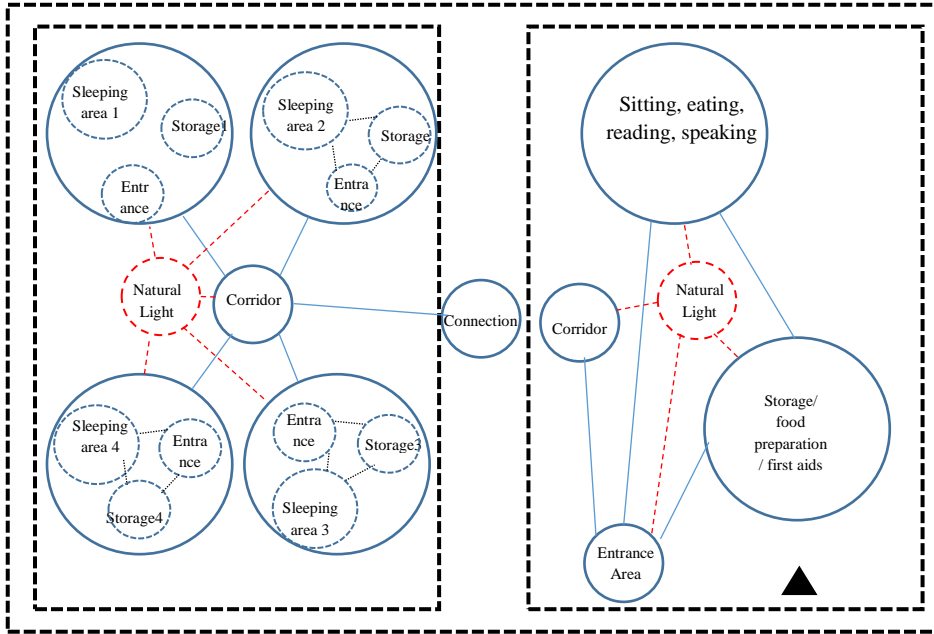 Sleeping
area 1
Storage1
Entr
ance
Sleeping
area 2
Storage
Entra
nce
Natural
Light
Corridor
Connection
Sleeping
area 4
Entra
nce
Storage4
Entra
nce
Storage3
Sleeping
area 3
Sitting, eating,
reading, speaking
Natural
Light
Corridor
Storage/
food
preparation
/ first aids
Entrance
Area